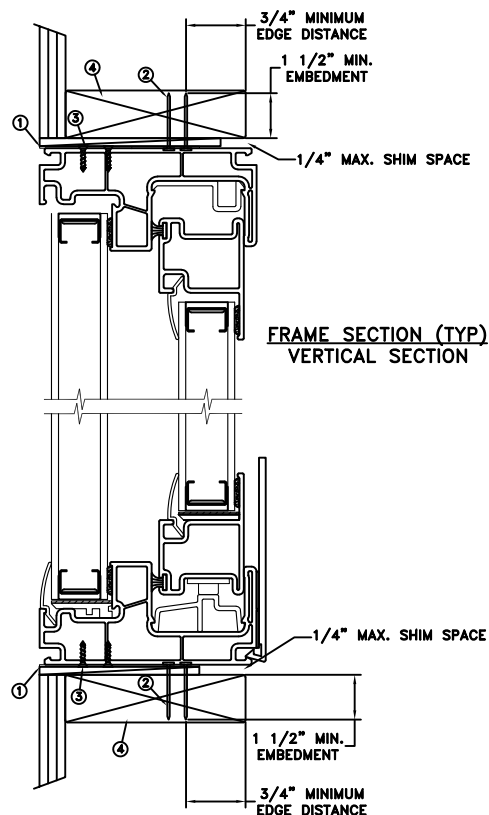 3/4" MINIMUM
EDGE DISTANCE
1 1/2" MIN.
EMBEDMENT
4
2
3
1
1/4" MAX. SHIM SPACE
FRAME SECTION (TYP)
VERTICAL SECTION
1/4" MAX. SHIM SPACE
1
3
2
4
1 1/2" MIN.
EMBEDMENT
3/4" MINIMUM
EDGE DISTANCE